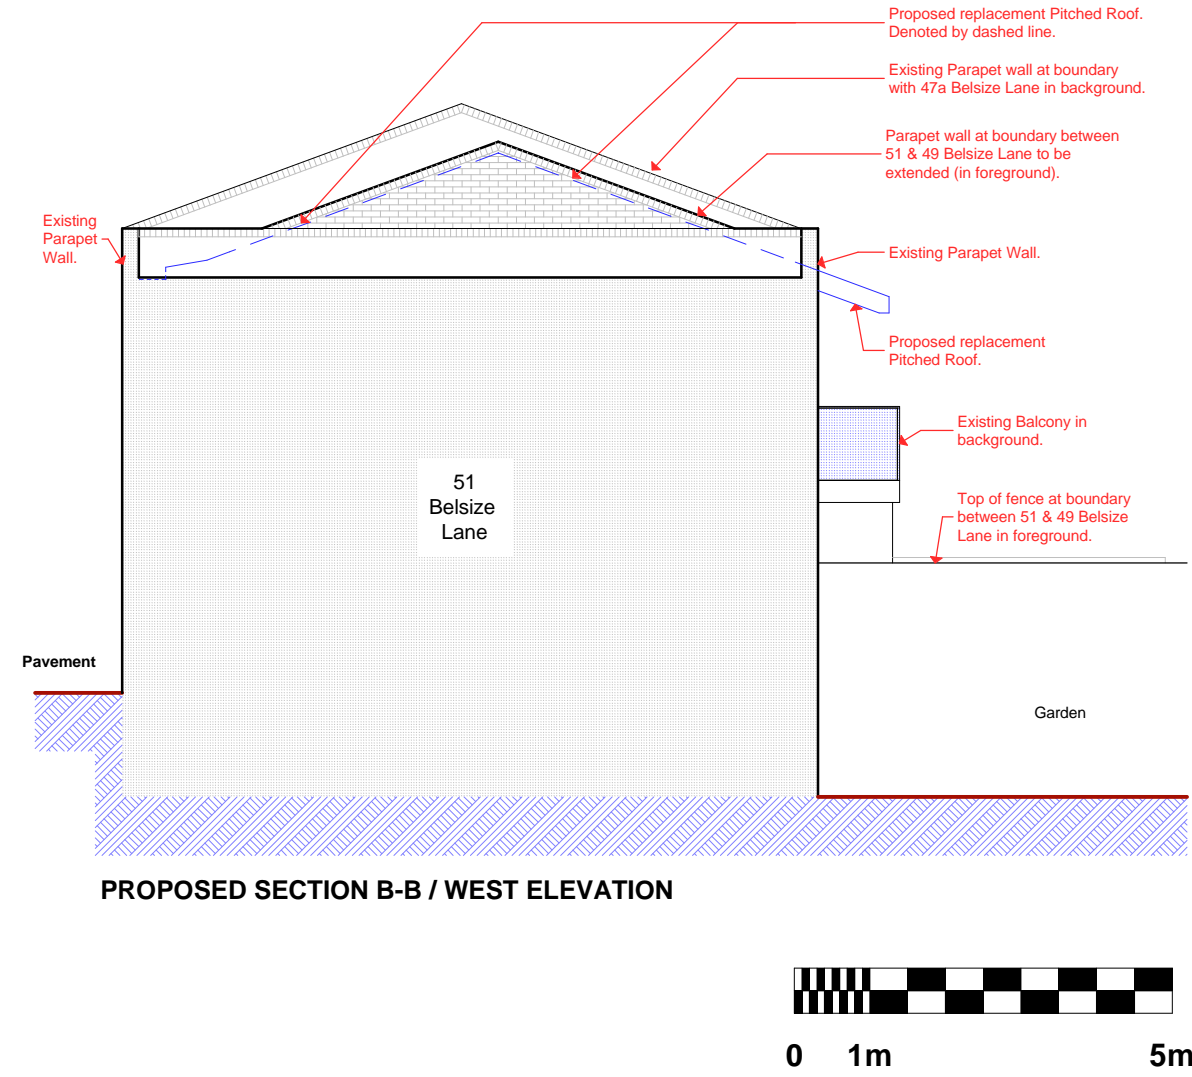 Proposed replacement Pitched Roof.
Denoted by dashed line.
Existing Parapet wall at boundary
with 47a Belsize Lane in background.
Parapet wall at boundary between
51 & 49 Belsize Lane to be
extended (in foreground).
Existing
Parapet
Wall.
Existing Parapet Wall.
Proposed replacement
Pitched Roof.
Existing Balcony in
background.
51
Belsize
Lane
Top of fence at boundary
between 51 & 49 Belsize
Lane in foreground.
Pavement
Garden
PROPOSED SECTION B-B / WEST ELEVATION
0 1m 5m